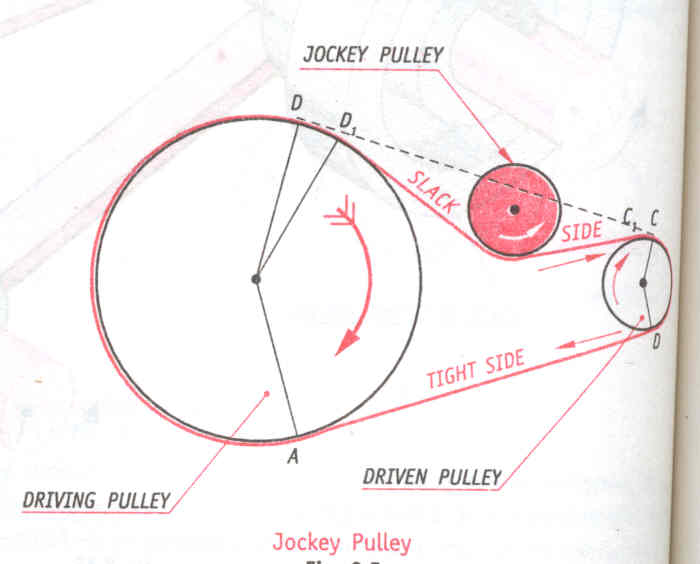 JOCKEY PULLEY
D
D1
SLACK
SIDE
C1 C
D
TIGHT SIDE
A
DRIVEN PULLEY
DRIVING PULLEY
Jockey Pulley